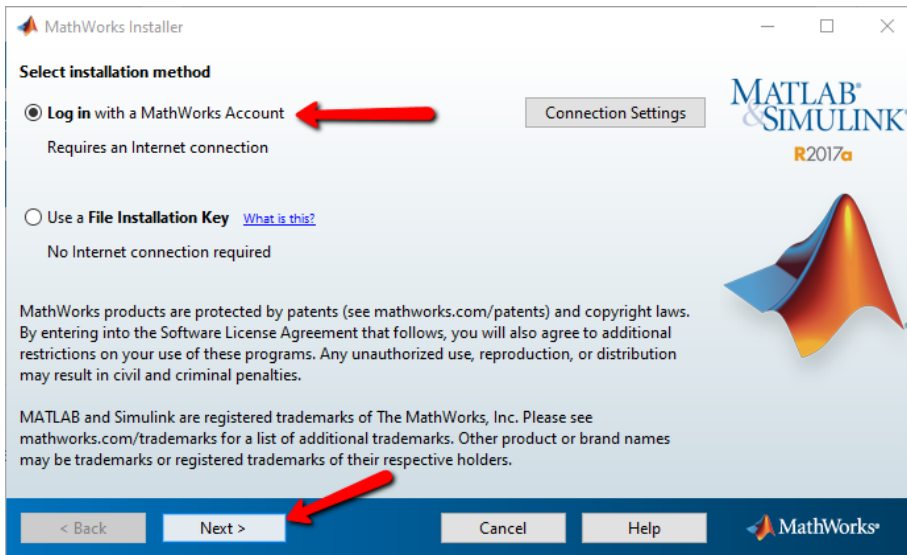 MathWorks Installer
Select installation method
Log in with a MathWorks Account
Connection Settings
Requires an Internet connection
MATLAB®
&SIMULINK®
R2017a
Use a File Installation Key What is this?
No Internet connection required
MathWorks products are protected by patents (see mathworks.com/patents) and copyright laws.
By entering into the Software License Agreement that follows, you will also agree to additional
restrictions on your use of these programs. Any unauthorized use, reproduction, or distribution
may result in civil and criminal penalties.
MATLAB and Simulink are registered trademarks of The MathWorks, Inc. Please see
mathworks.com/trademarks for a list of additional trademarks. Other product or brand names
may be trademarks or registered trademarks of their respective holders.
< Back Next > Cancel Help MathWorks®